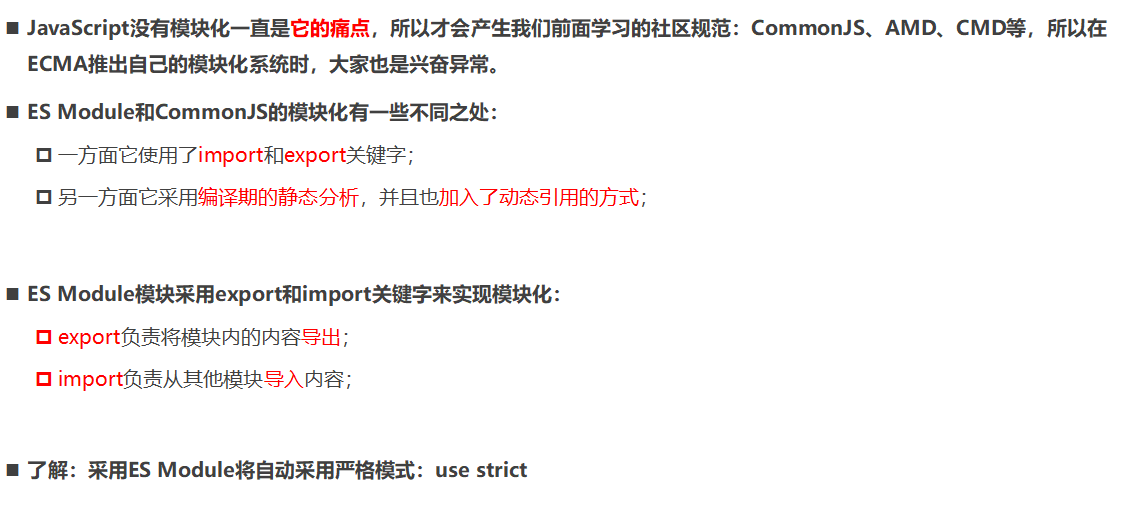 JavaScript没有模块化一直是它的痛点，所以才会产生我们前面学习的社区规范：CommonJS、AMD、CMD等，所以在
ECMA推出自己的模块化系统时，大家也是兴奋异常。
ES Module和CommonJS的模块化有一些不同之处：
一方面它使用了import和export关键字；
另一方面它采用编译期的静态分析，并且也加入了动态引用的方式；
ES Module模块采用export和import关键字来实现模块化：
export负责将模块内的内容导出；
import负责从其他模块导入内容；
了解：采用ES Module将自动采用严格模式：use strict